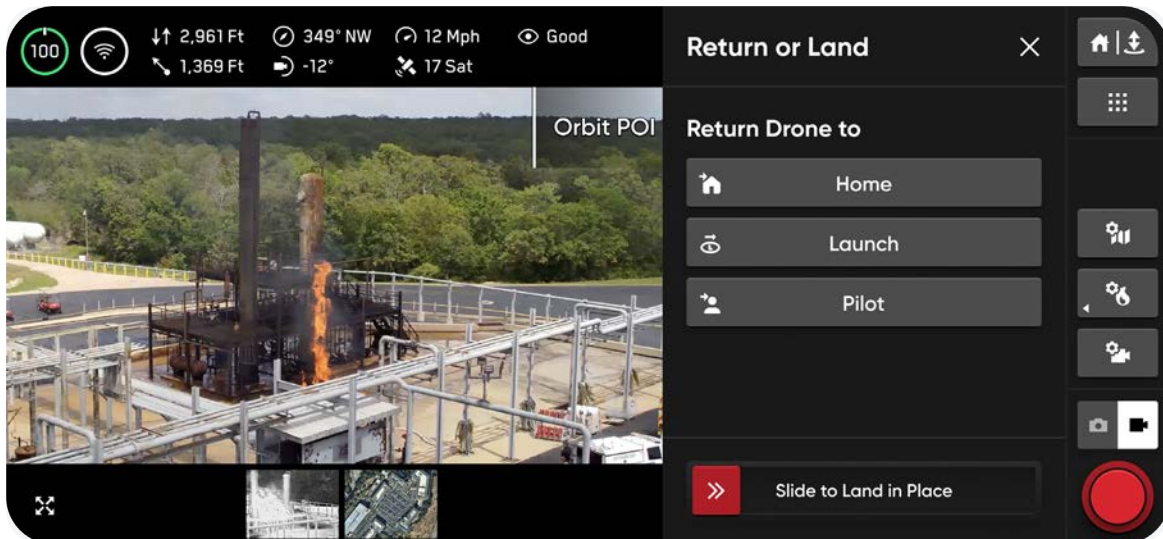 100
2,961 Ft 349° NW 12 Mph Good
1,369 Ft -12° 17 Sat
Orbit POI
Return or Land
Return Drone to
Home
Launch
Pilot
Slide to Land in Place